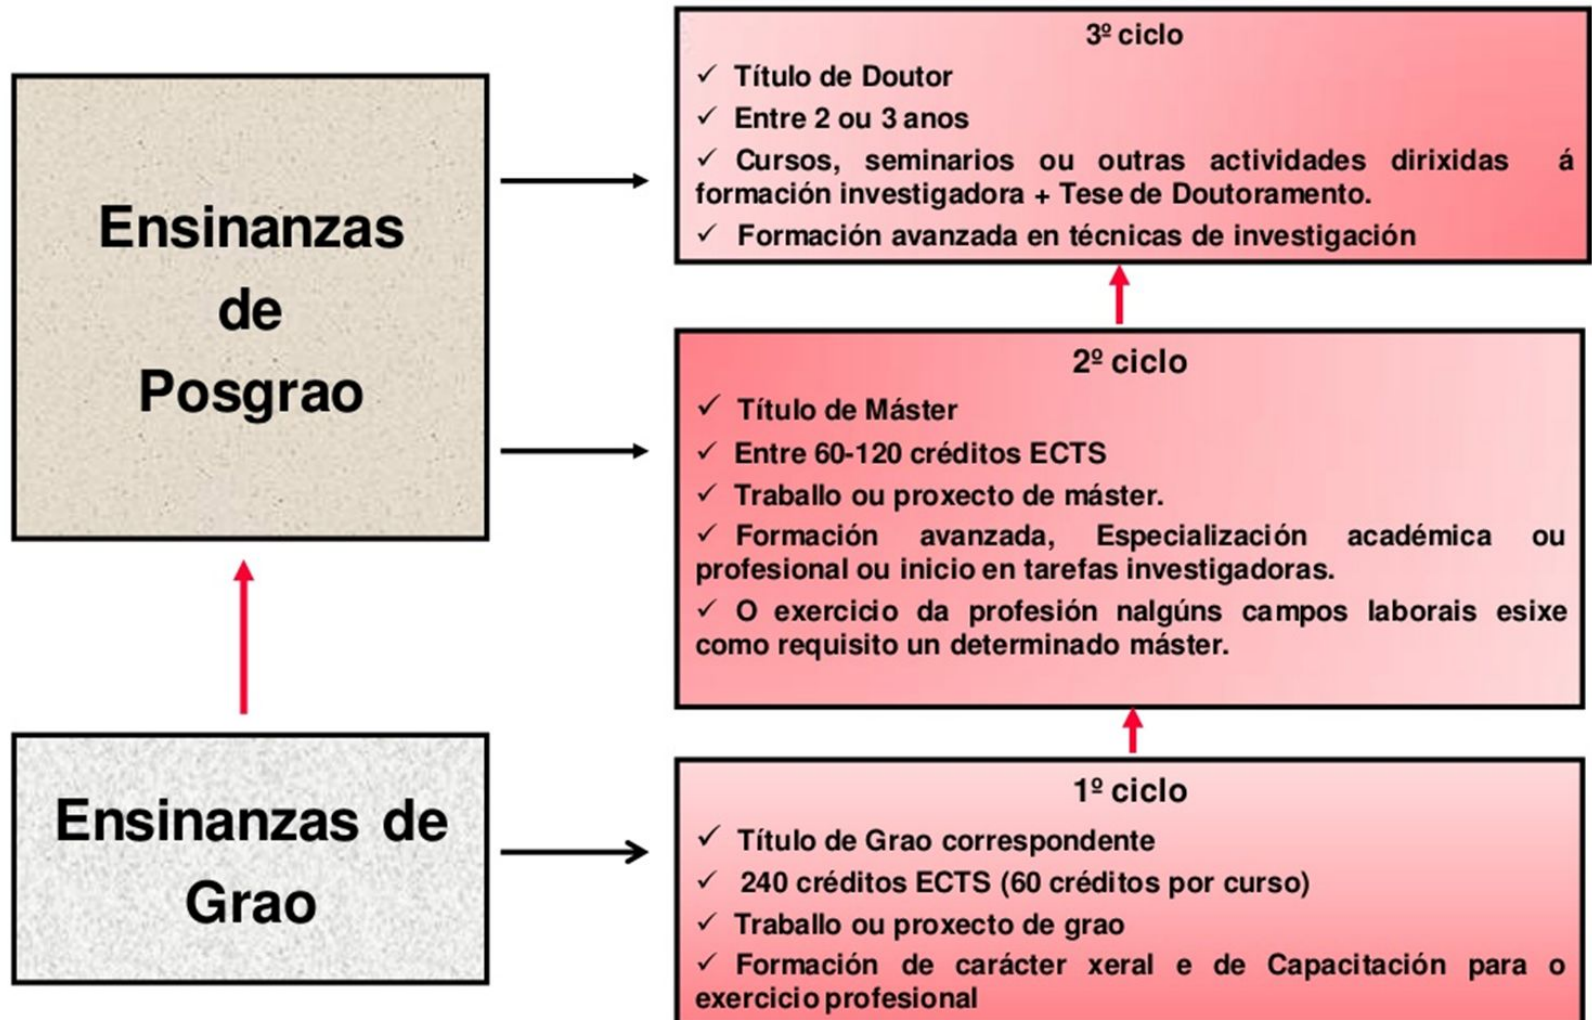 Ensinanzas
de
Posgrao
3º ciclo
✓ Título de Doutor
✓ Entre 2 ou 3 anos
✓ Cursos, seminarios ou outras actividades dirixidas á
formación investigadora + Tese de Doutoramento.
✓ Formación avanzada en técnicas de investigación
2º ciclo
✓ Título de Máster
✓ Entre 60-120 créditos ECTS
✓ Traballo ou proxecto de máster.
✓ Formación avanzada, Especialización académica ou
profesional ou inicio en tarefas investigadoras.
✓ O exercicio da profesión nalgúns campos laborais esixe
como requisito un determinado máster.
Ensinanzas de
Grao
1º ciclo
✓ Título de Grao correspondente
✓ 240 créditos ECTS (60 créditos por curso)
✓ Traballo ou proxecto de grao
✓ Formación de carácter xeral e de Capacitación para o
exercicio profesional